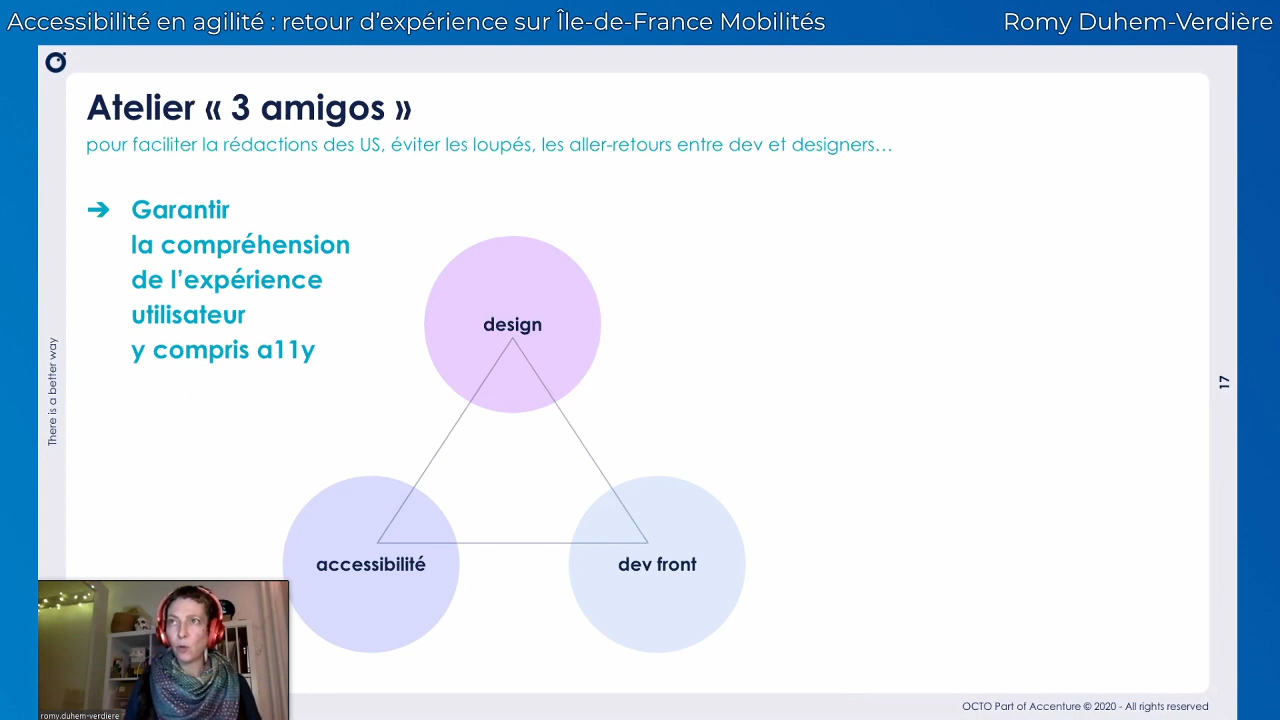 Accessibilité en agilité : retour d’expérience sur Île-de-France Mobilités
Romy Duhem-Verdière
Atelier « 3 amigos »
pour faciliter la rédactions des US, éviter les loupés, les aller-retours entre dev et designers…
➔ Garantir
la compréhension
de l’expérience
utilisateur
y compris a11y
design
accessibilité
dev front
There is a better way
17
romy.duhem-verdiere
OCTO Part of Accenture © 2020 - All rights reserved